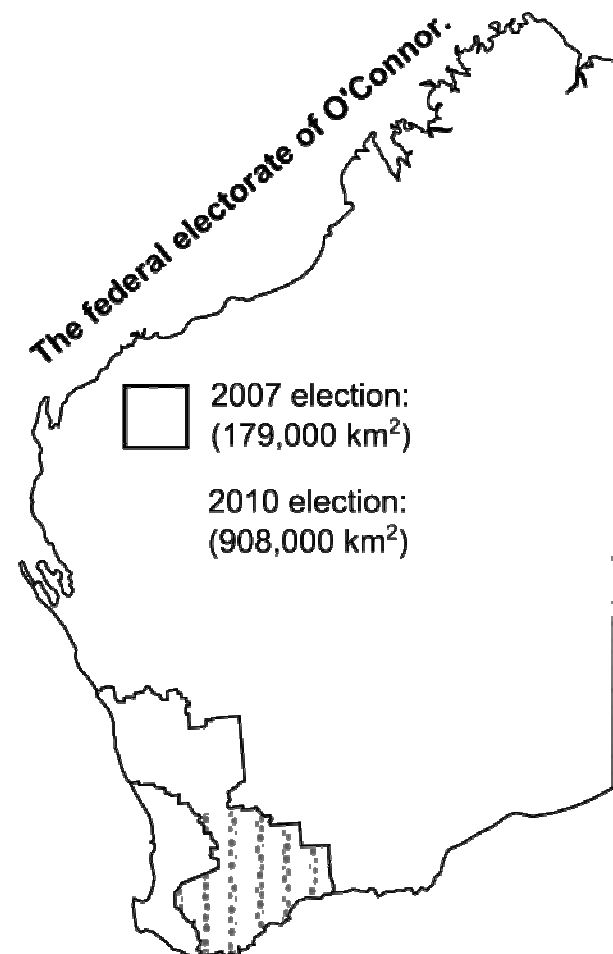 The federal electorate of O'Connor.
2007 election:
(179,000 km²)
2010 election:
(908,000 km²)